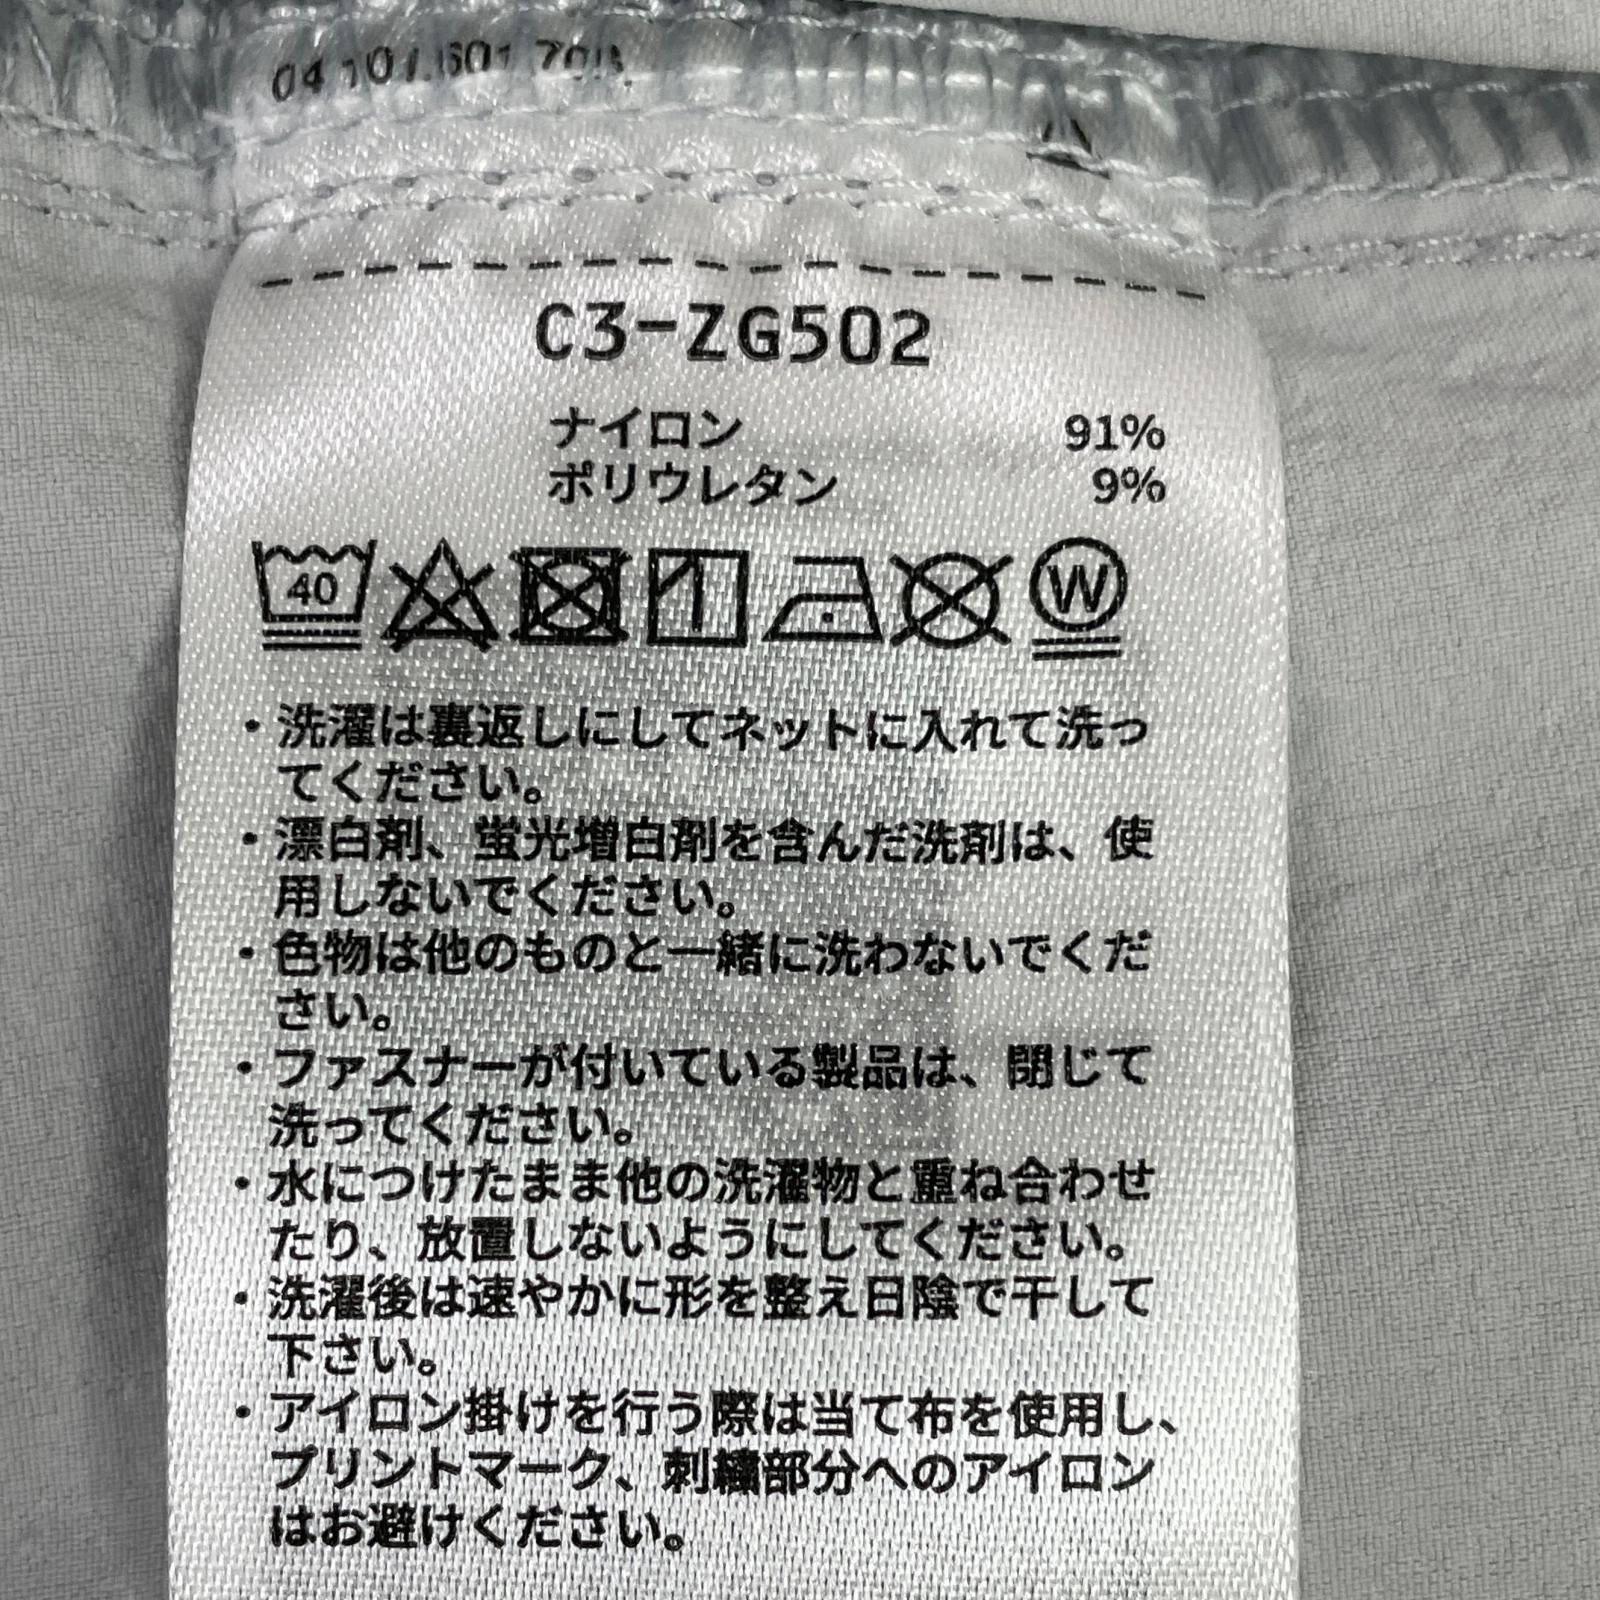 C3-ZG502
ナイロン 91%
ポリウレタン 9%
40 W
・洗濯は裏返しにしてネットに入れて洗っ
てください。
・漂白剤、蛍光増白剤を含んだ洗剤は、使
用しないでください。
・色物は他のものと一緒に洗わないでくだ
さい。
・ファスナーが付いている製品は、閉じて
洗ってください。
・水につけたまま他の洗濯物と重ね合わせ
たり、放置しないようにしてください。
・洗濯後は速やかに形を整え日陰で干して
下さい。
・アイロン掛けを行う際は当て布を使用し、
プリントマーク、刺繍部分へのアイロン
はお避けください。